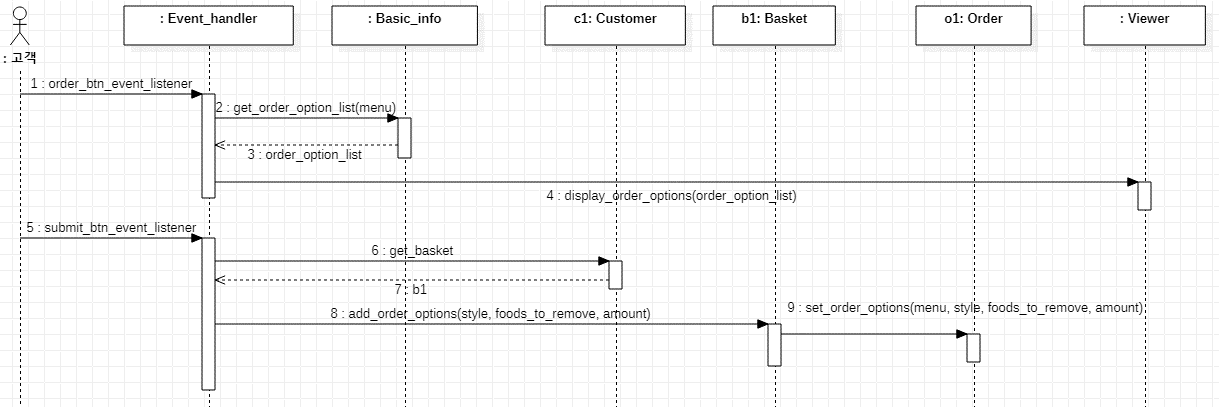 : Event_handler
: Basic_info
c1: Customer
b1: Basket
o1: Order
: Viewer
: 고객
1 : order_btn_event_listener
2 : get_order_option_list(menu)
3 : order_option_list
4 : display_order_options(order_option_list)
5 : submit_btn_event_listener
6 : get_basket
7 : b1
8 : add_order_options(style, foods_to_remove, amount)
9 : set_order_options(menu, style, foods_to_remove, amount)